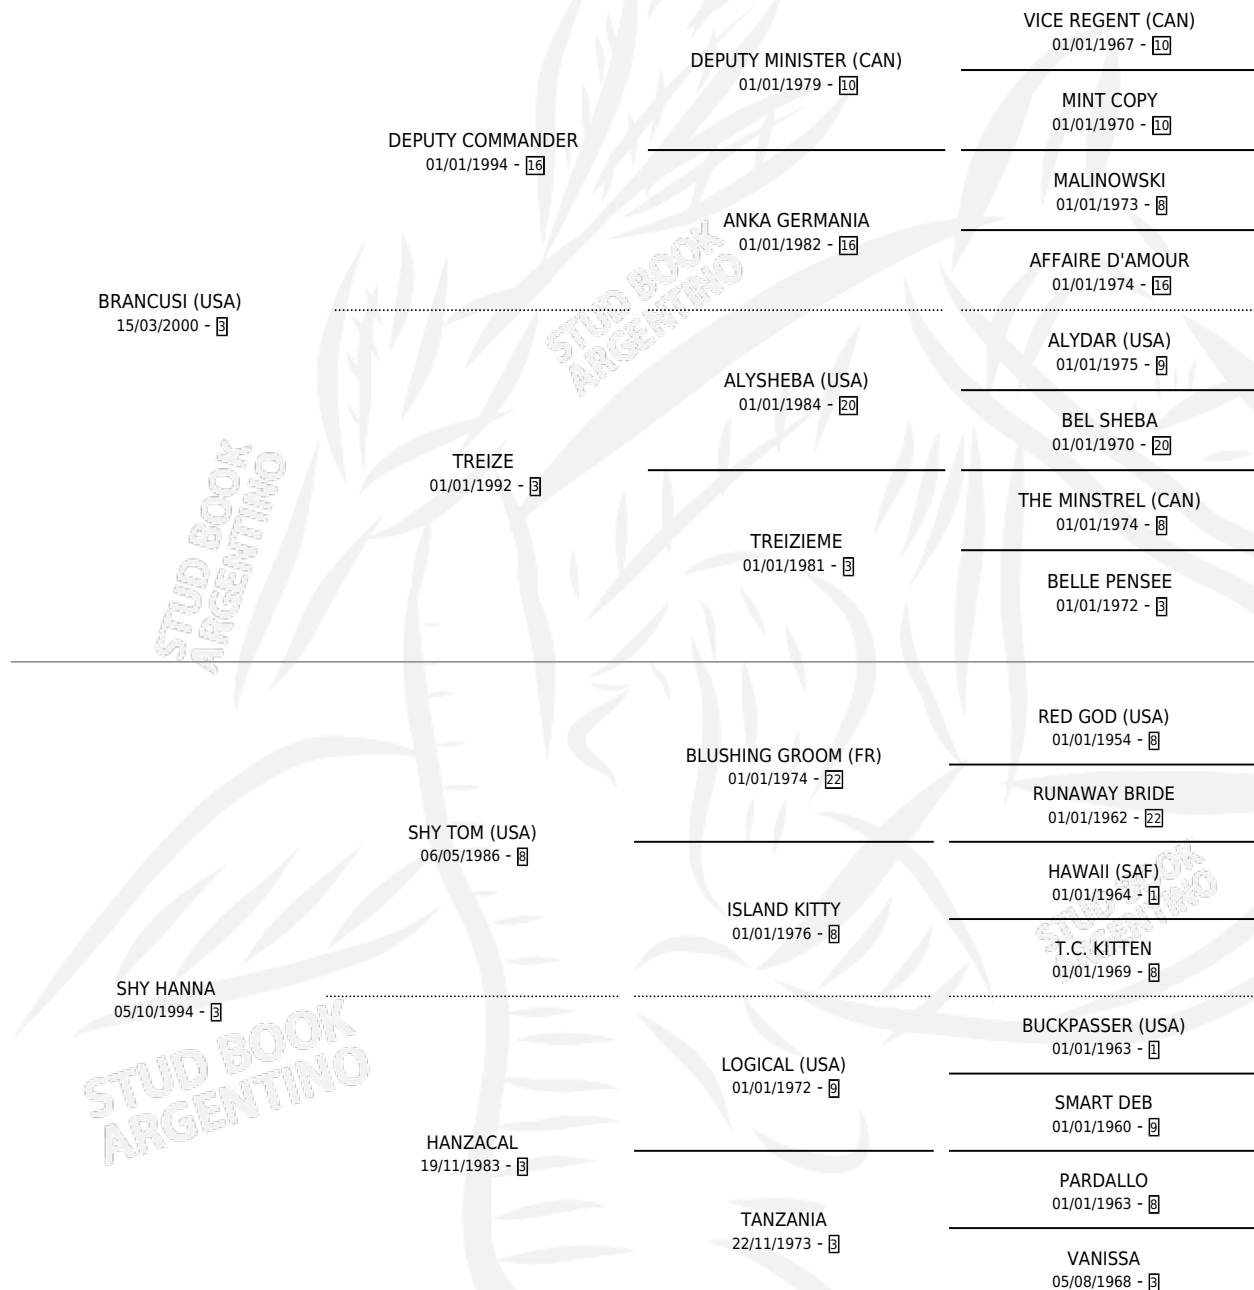 VICE REGENT (CAN)
01/01/1967 - 10
DEPUTY MINISTER (CAN)
01/01/1979 - 10
MINT COPY
01/01/1970 - 10
DEPUTY COMMANDER
01/01/1994 - 16
MALINOWSKI
01/01/1973 - 8
ANKA GERMANIA
01/01/1982 - 16
AFFAIRE D'AMOUR
01/01/1974 - 16
BRANCUSI (USA)
15/03/2000 - 3
STUD BOOK
ARGENTINO
ALYDAR (USA)
01/01/1975 - 9
ALYSHEBA (USA)
01/01/1984 - 20
BEL SHEBA
01/01/1970 - 20
TREIZE
01/01/1992 - 3
THE MINSTREL (CAN)
01/01/1974 - 8
TREIZIEME
01/01/1981 - 3
BELLE PENSEE
01/01/1972 - 3
STUD BOOK
ARGENTINO
RED GOD (USA)
01/01/1954 - 8
BLUSHING GROOM (FR)
01/01/1974 - 22
RUNAWAY BRIDE
01/01/1962 - 22
SHY TOM (USA)
06/05/1986 - 8
HAWAII (SAF)
01/01/1964 - 1
ISLAND KITTY
01/01/1976 - 8
T.C. KITTEN
01/01/1969 - 8
STUD BOOK
ARGENTINO
SHY HANNA
05/10/1994 - 3
BUCKPASSER (USA)
01/01/1963 - 1
LOGICAL (USA)
01/01/1972 - 9
SMART DEB
01/01/1960 - 9
STUD BOOK
ARGENTINO
HANZACAL
19/11/1983 - 3
PARDALLO
01/01/1963 - 8
TANZANIA
22/11/1973 - 3
VANISSA
05/08/1968 - 3